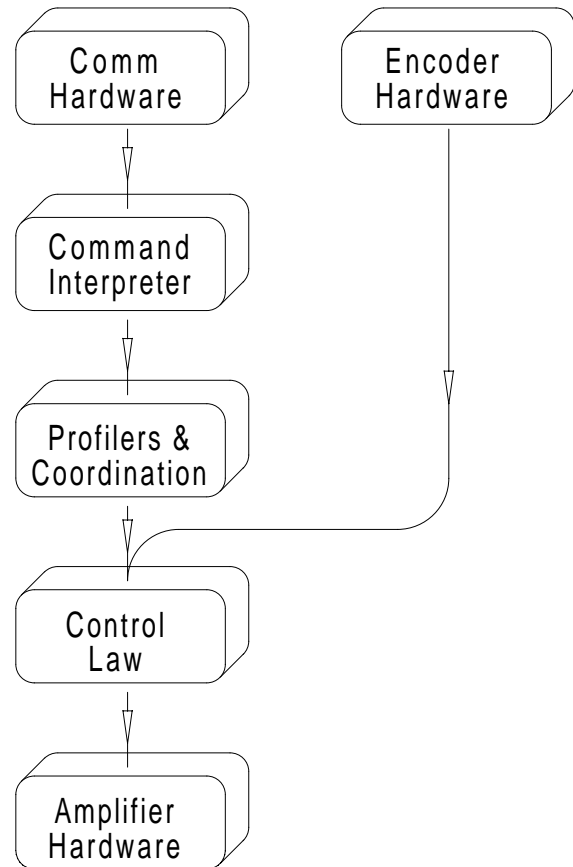 Comm
Hardware
Encoder
Hardware
Command
Interpreter
Profilers &
Coordination
Control
Law
Amplifier
Hardware